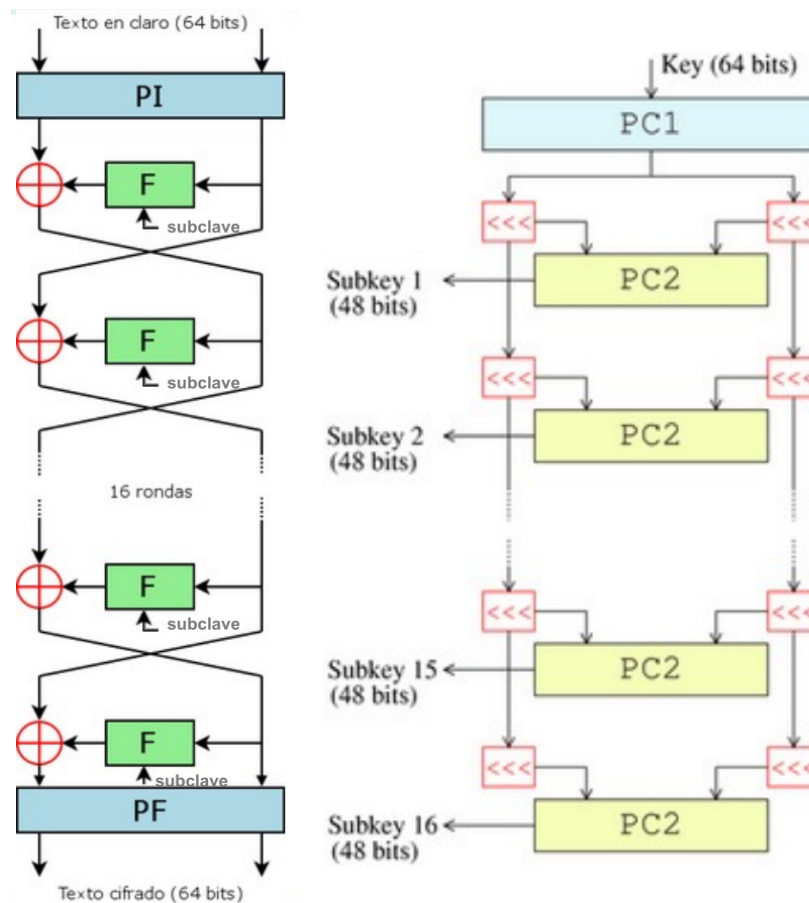 Texto en claro (64 bits)
PI
F
subclave
F
subclave
16 rondas
F
subclave
F
subclave
PF
Texto cifrado (64 bits)
Key (64 bits)
PC1
<<<
<<<
PC2
Subkey 1
(48 bits)
<<<
<<<
PC2
Subkey 2
(48 bits)
<<<
<<<
PC2
Subkey 15
(48 bits)
<<<
<<<
PC2
Subkey 16
(48 bits)